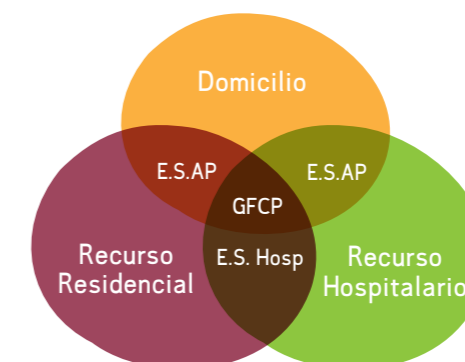 Domicilio
E.S.AP
E.S.AP
GFCP
Recurso
Residencial
E.S. Hosp
Recurso
Hospitalario